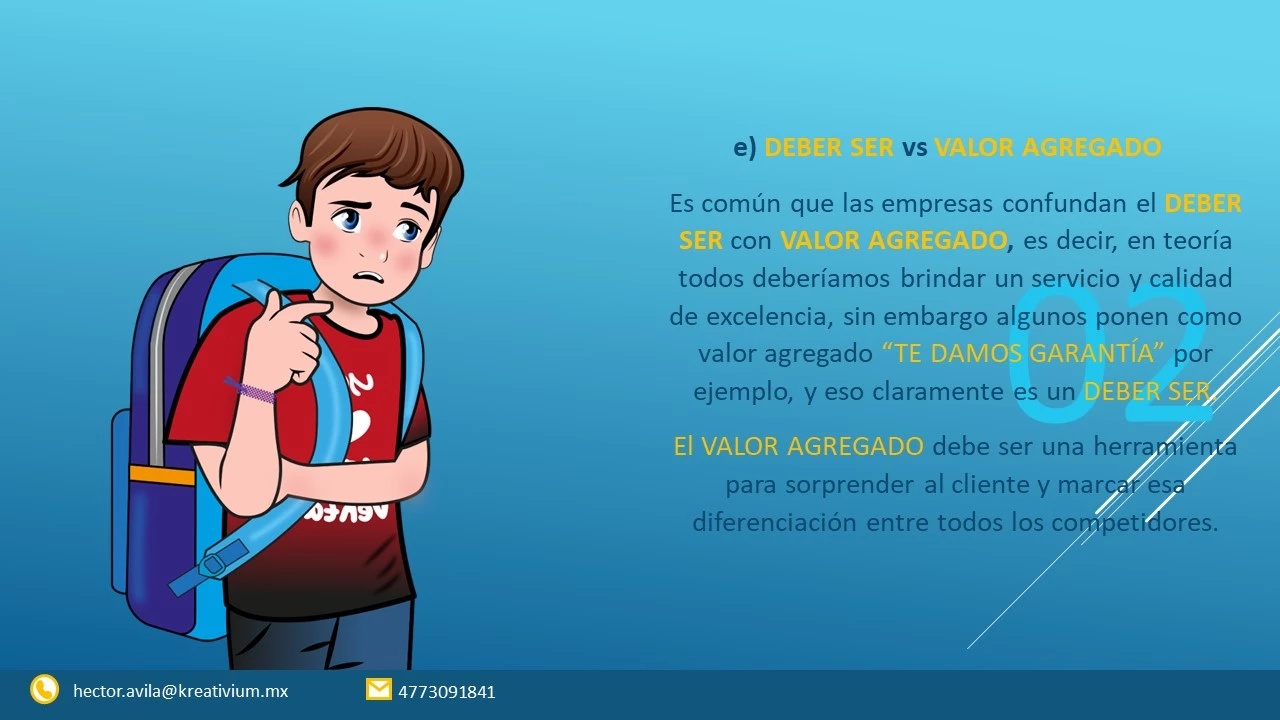 e) DEBER SER vs VALOR AGREGADO
Es común que las empresas confundan el DEBER
SER con VALOR AGREGADO, es decir, en teoría
todos deberíamos brindar un servicio y calidad
de excelencia, sin embargo algunos ponen como
valor agregado “TE DAMOS GARANTÍA” por
ejemplo, y eso claramente es un DEBER SER.
El VALOR AGREGADO debe ser una herramienta
para sorprender al cliente y marcar esa
diferenciación entre todos los competidores.
02
hector.avila@kreativium.mx
4773091841